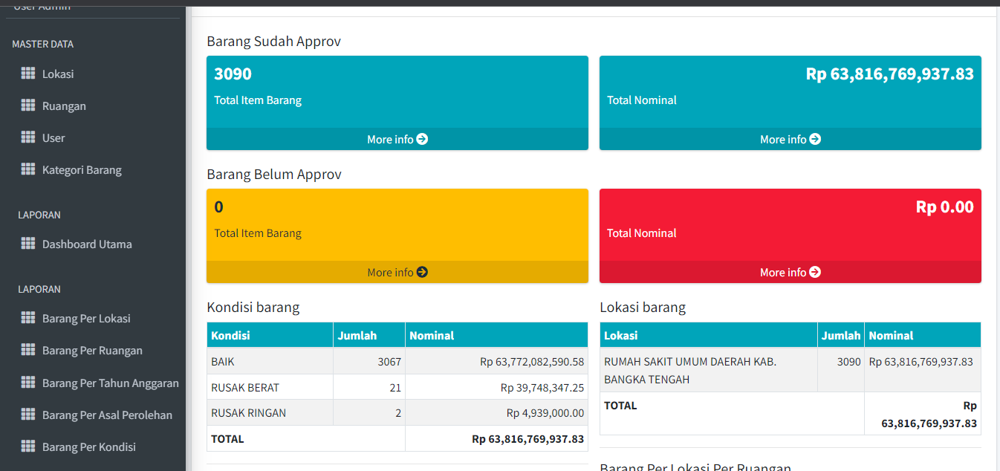 User Admin
MASTER DATA
Lokasi
Ruangan
User
Kategori Barang
LAPORAN
Dashboard Utama
LAPORAN
Barang Per Lokasi
Barang Per Ruangan
Barang Per Tahun Anggaran
Barang Per Asal Perolehan
Barang Per Kondisi
Barang Sudah Approv
3090
Total Item Barang
More info
Rp 63,816,769,937.83
Total Nominal
More info
Barang Belum Approv
0
Total Item Barang
More info
Rp 0.00
Total Nominal
More info
Kondisi barang
Kondisi Jumlah Nominal
BAIK 3067 Rp 63,772,082,590.58
RUSAK BERAT 21 Rp 39,748,347.25
RUSAK RINGAN 2 Rp 4,939,000.00
TOTAL Rp 63,816,769,937.83
Lokasi barang
Lokasi Jumlah Nominal
RUMAH SAKIT UMUM DAERAH KAB. 3090 Rp 63,816,769,937.83
BANGKA TENGAH
TOTAL Rp
63,816,769,937.83
Barang Per Lokasi Per Ruangan